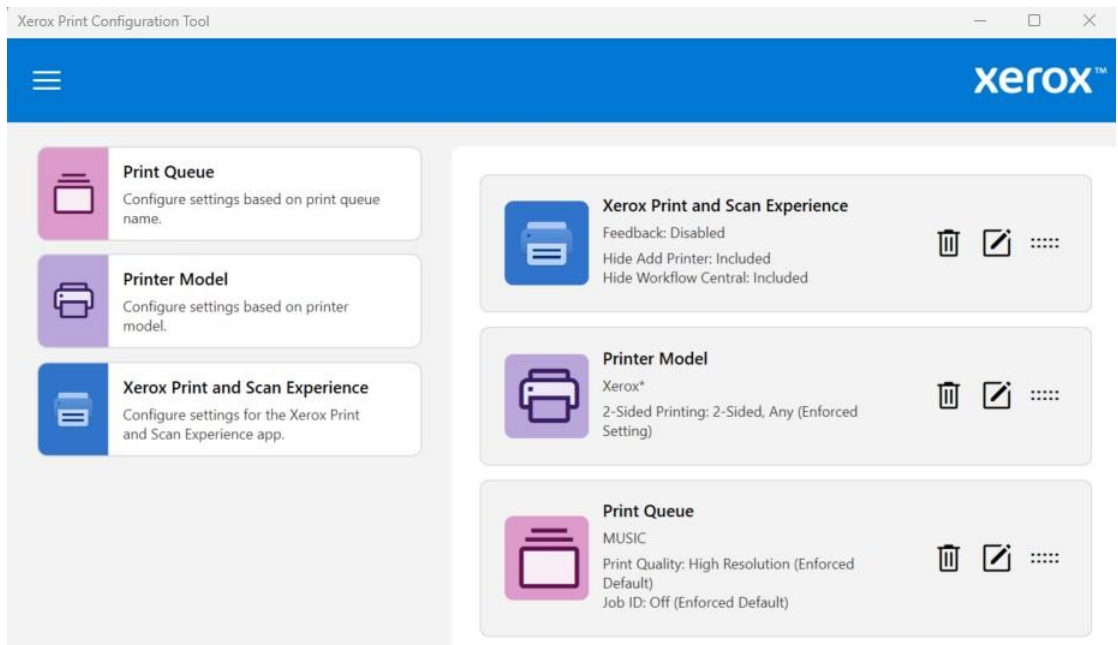 Xerox Print Configuration Tool
xerox™
Print Queue
Configure settings based on print queue
name.
Printer Model
Configure settings based on printer
model.
Xerox Print and Scan Experience
Configure settings for the Xerox Print
and Scan Experience app.
Xerox Print and Scan Experience
Feedback: Disabled
Hide Add Printer: Included
Hide Workflow Central: Included
Printer Model
Xerox*
2-Sided Printing: 2-Sided, Any (Enforced
Setting)
Print Queue
MUSIC
Print Quality: High Resolution (Enforced
Default)
Job ID: Off (Enforced Default)